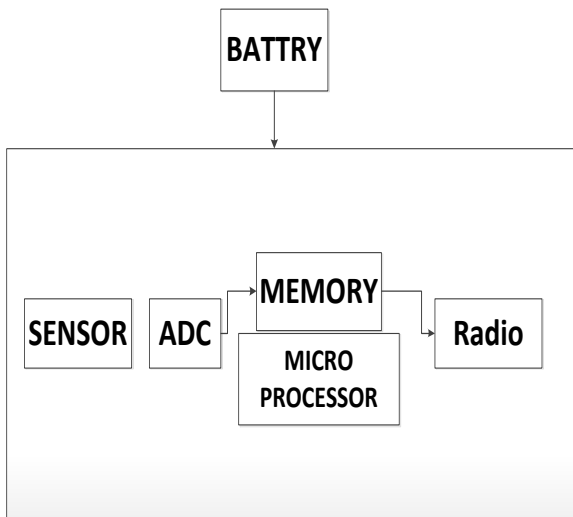 BATTRY
MEMORY
SENSOR
ADC
Radio
MICRO
PROCESSOR